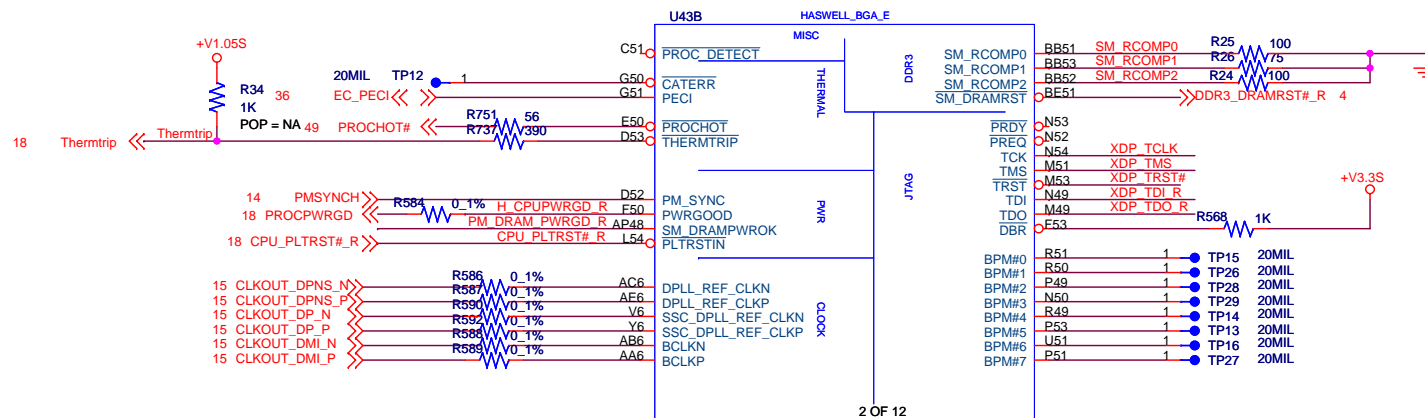 U43B HASWELL_BGA_E
MISC
+V1.05S
C51 PROC_DETECT
DDR3
SM_RCOMP0 BB51 SM_RCOMP0 R25 100
SM_RCOMP1 BB53 SM_RCOMP1 R26 75
SM_RCOMP2 BB52 SM_RCOMP2 R24 100
SM_DRAMRST BE51 DDR3_DRAMRST#_R 4
20MIL TP12 1 G50 CATERR
THERMAL
R34 36 EC_PECI G51 PECI
1K
POP = NA 49 PROCHOT# R751 56 E50 PROCHOT
18 Thermtrip Thermtrip R737 390 D53 THERMTRIP
PRDY N53
PREQ N52
TCK N54 XDP_TCLK
TMS M51 XDP_TMS
TRST M53 XDP_TRST#
TDI N49 XDP_TDI_R
TDO M49 XDP_TDO_R
DBR F53 R568 1K
+V3.3S
JTAG
14 PMSYNCH D52 PM_SYNC
18 PROCPWRGD R584 0_1% H_CPUPWRGD_R F50 PWRGOOD
PM_DRAM_PWRGD_R AP48 SM_DRAMPWROK
18 CPU_PLTRST#_R CPU_PLTRST#_R L54 PLTRSTIN
PWR
15 CLKOUT_DPNS_N R586 0_1% AC6 DPLL_REF_CLKN
15 CLKOUT_DPNS_P R587 0_1% AE6 DPLL_REF_CLKP
15 CLKOUT_DP_N R590 0_1% V6 SSC_DPLL_REF_CLKN
15 CLKOUT_DP_P R592 0_1% Y6 SSC_DPLL_REF_CLKP
15 CLKOUT_DMI_N R588 0_1% AB6 BCLKN
15 CLKOUT_DMI_P R589 0_1% AA6 BCLKP
CLOCK
BPM#0 R51 1 TP15 20MIL
BPM#1 R50 1 TP26 20MIL
BPM#2 P49 1 TP28 20MIL
BPM#3 N50 1 TP29 20MIL
BPM#4 R49 1 TP14 20MIL
BPM#5 P53 1 TP13 20MIL
BPM#6 U51 1 TP16 20MIL
BPM#7 P51 1 TP27 20MIL
2 OF 12